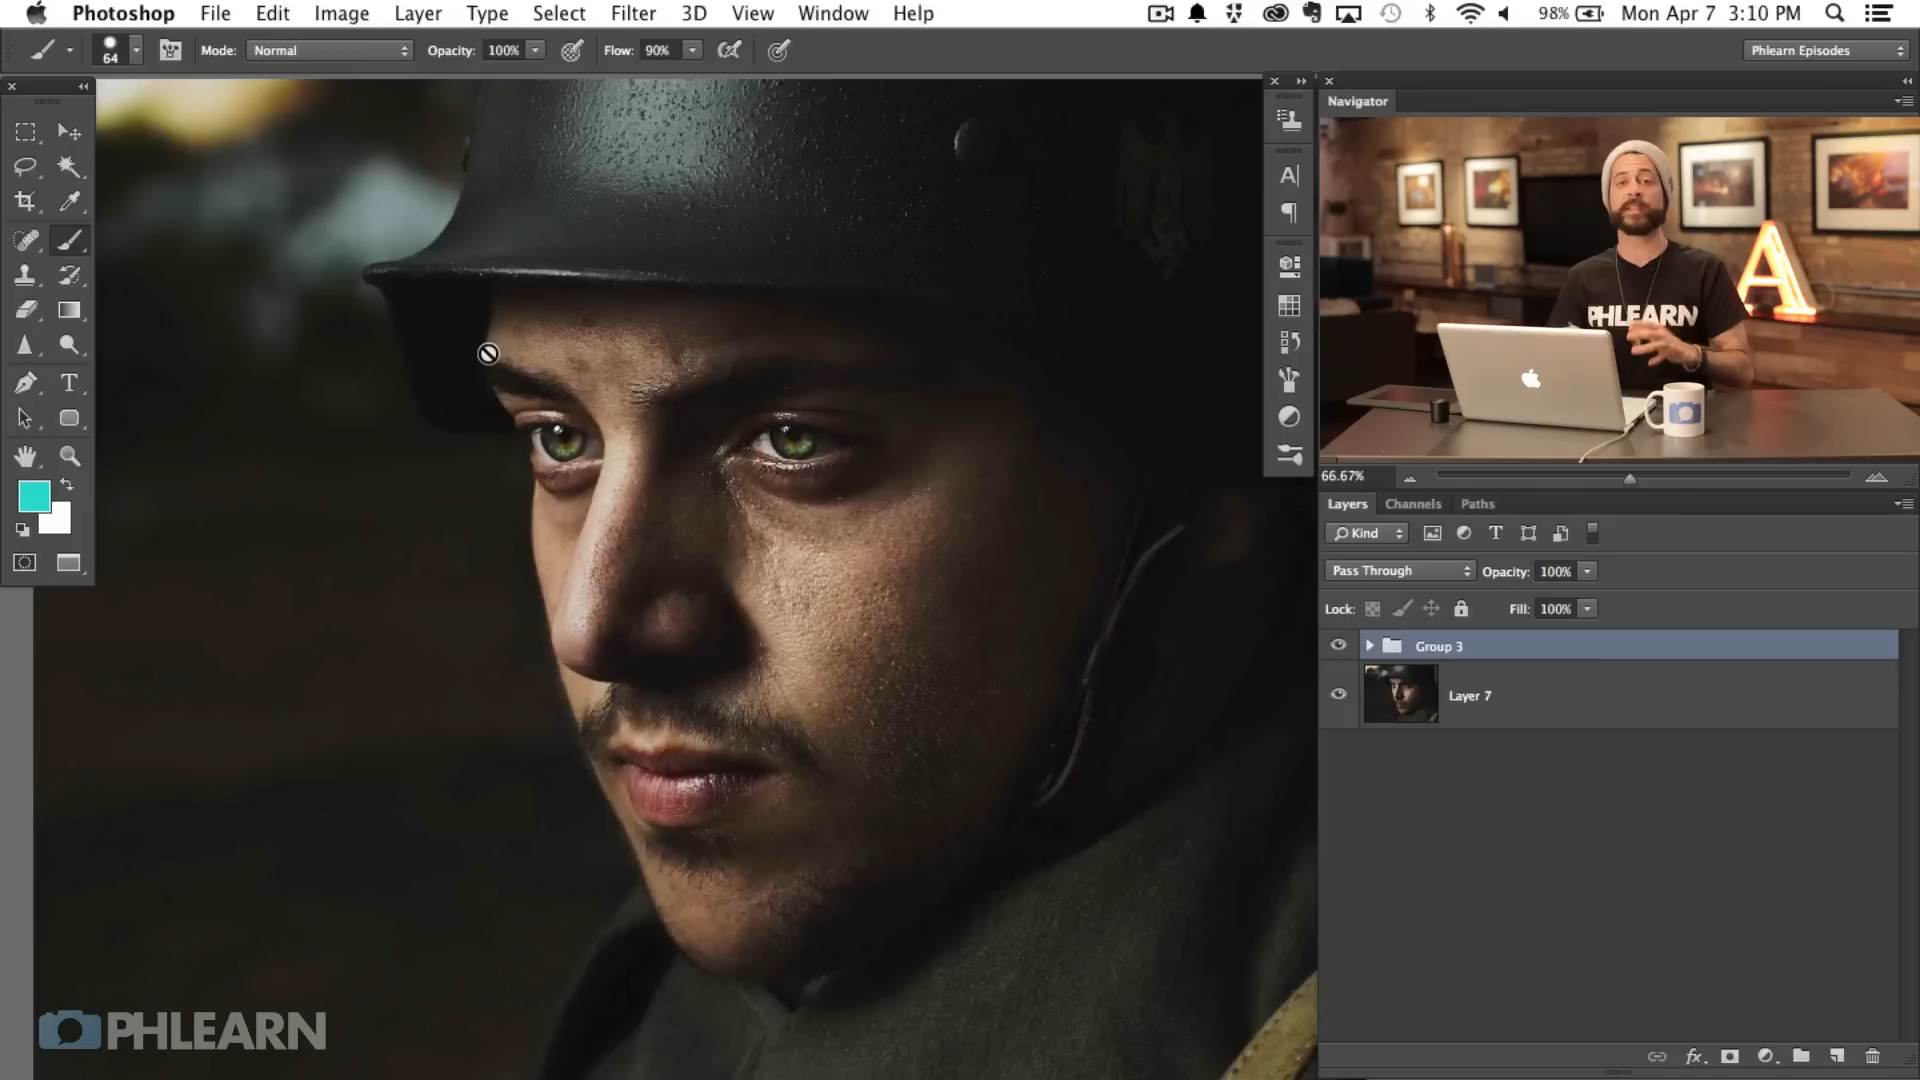 Photoshop File Edit Image Layer Type Select Filter 3D View Window Help 98% Mon Apr 7 3:10 PM
64 Mode: Normal Opacity: 100% Flow: 90% Phlearn Episodes
Navigator
PHLEARN
A
66.67%
Layers Channels Paths
Kind
Pass Through Opacity: 100%
Lock: Fill: 100%
Group 3
Layer 7
PHLEARN